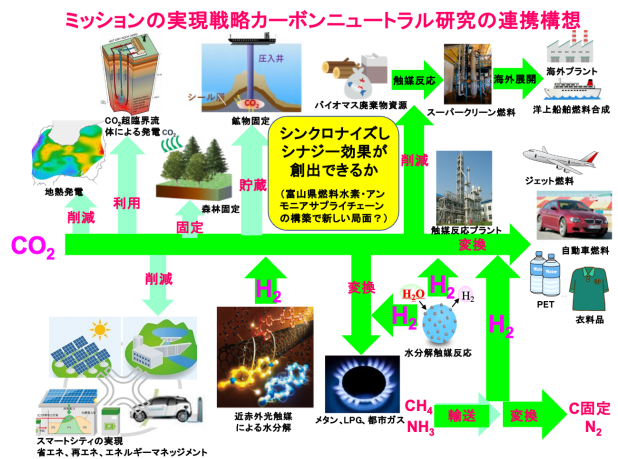 ミッションの実現戦略カーボンニュートラル研究の連携構想
圧入井
シール層
CO₂
CO₂超臨界流
体による発電
鉱物固定
バイオマス廃棄物資源
触媒反応
スーパークリーン燃料
海外展開
海外プラント
洋上船舶燃料合成
CO₂
地熱発電
森林固定
シンクロナイズし
シナジー効果が
創出できるか
(富山県燃料水素・アン
モニアサプライチェーン
の構築で新しい局面?)
削減
利用
固定
貯蔵
削減
触媒反応プラント
ジェット燃料
CO₂
変換
自動車燃料
削減
H₂
変換
H₂
H₂O
H₂
H₂
水分解触媒反応
H₂
PET
衣料品
近赤外光触媒
による水分解
メタン、LPG、都市ガス
CH₄
NH₃
輸送
変換
C固定
N₂
スマートシティの実現
省エネ、再エネ、エネルギーマネッジメント